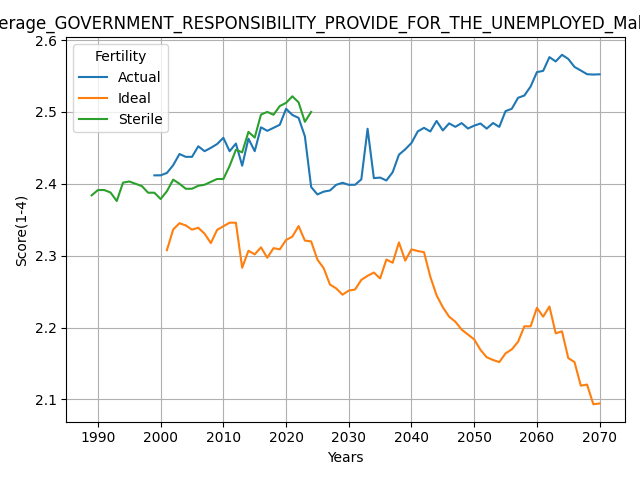 erage_GOVERNMENT_RESPONSIBILITY_PROVIDE_FOR_THE_UNEMPLOYED_Mal
Fertility
Actual
Ideal
Sterile
Score(1-4)
2.6
2.5
2.4
2.3
2.2
2.1
1990 2000 2010 2020 2030 2040 2050 2060 2070
Years